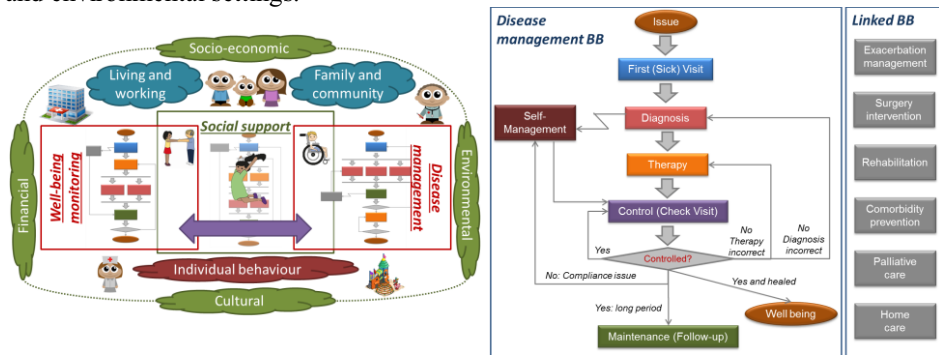 and environmental settings.
Socio-economic
Living and
working
Family and
community
Social support
Well-being
monitoring
Disease
management
Financial
Environmental
Individual behaviour
Cultural
Disease
management BB
Issue
First (Sick) Visit
Self-
Management
Diagnosis
Therapy
Control (Check Visit)
Yes
No
Therapy
incorrect
No
Diagnosis
incorrect
Controlled?
No: Compliance issue
Yes and healed
Yes: long period
Well being
Maintenance (Follow-up)
Linked BB
Exacerbation
management
Surgery
intervention
Rehabilitation
Comorbidity
prevention
Palliative
care
Home
care